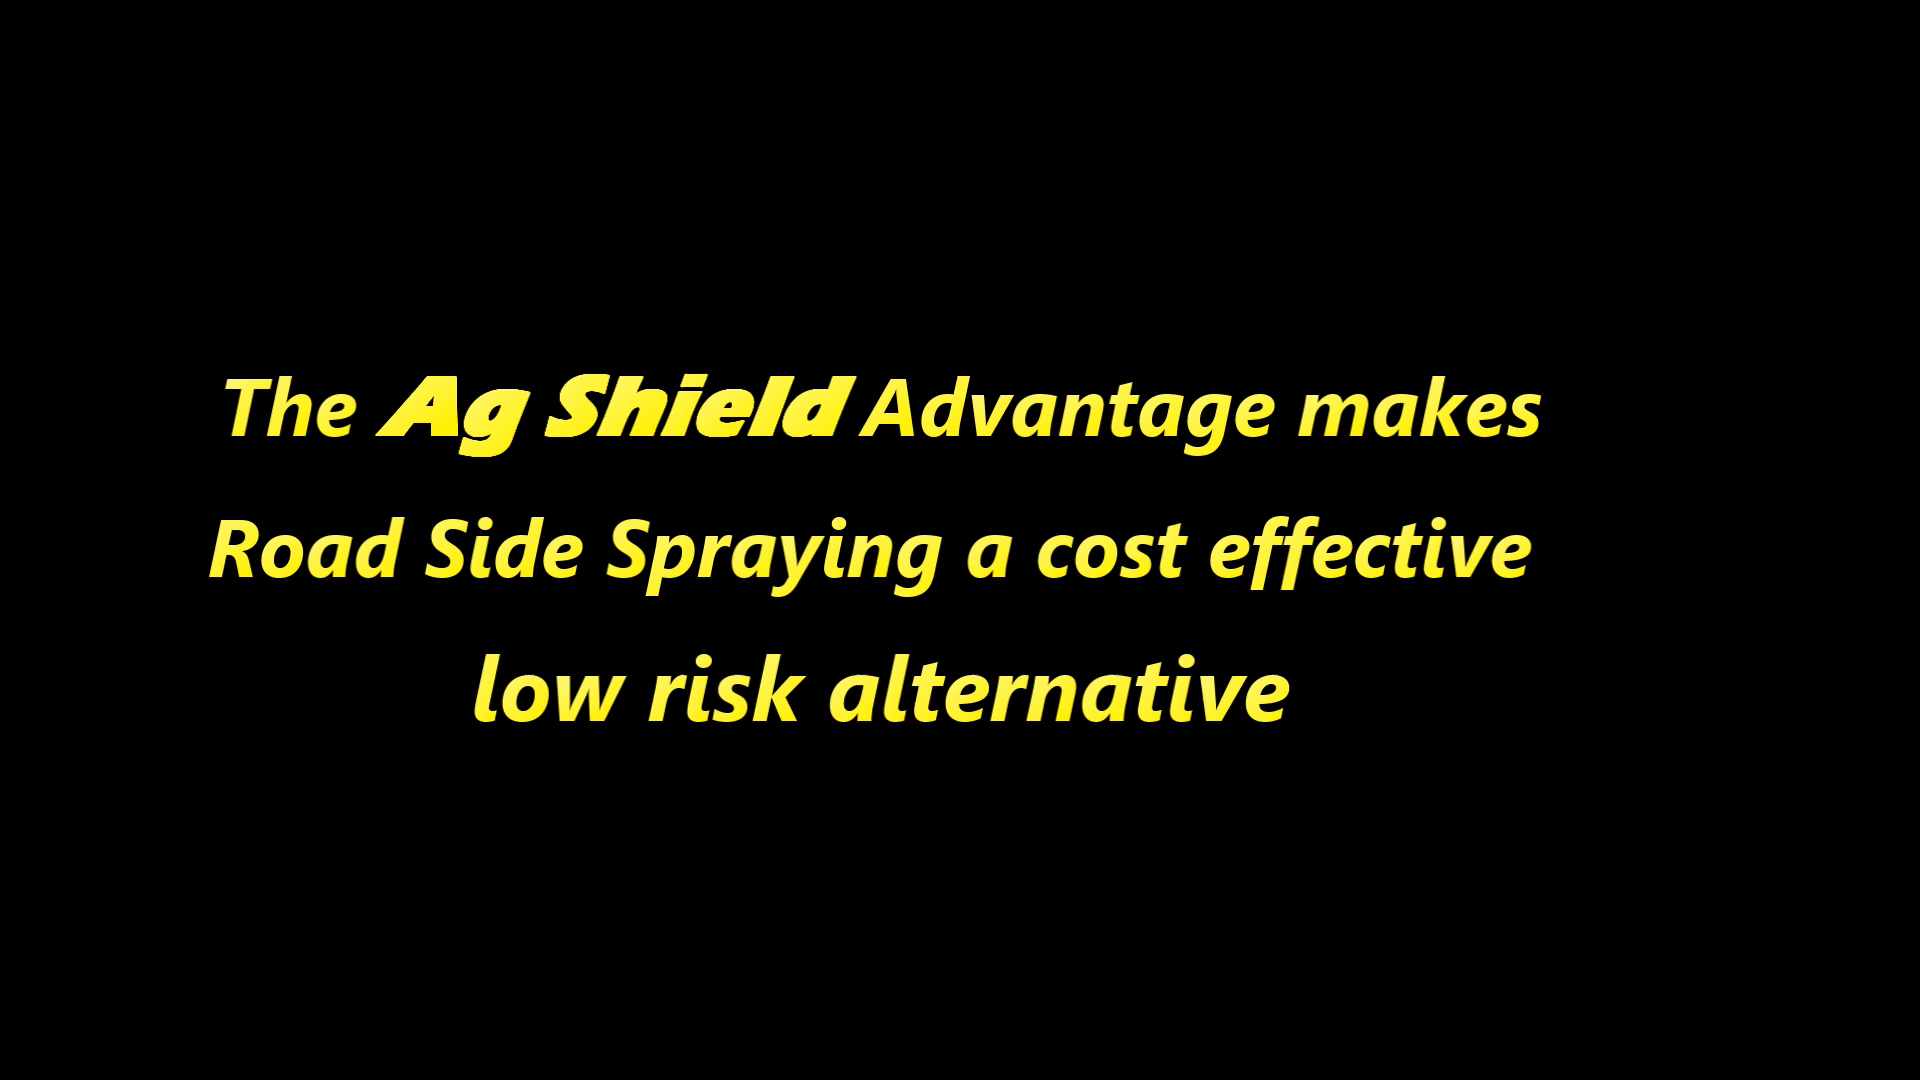 The Ag Shield Advantage makes
Road Side Spraying a cost effective
low risk alternative